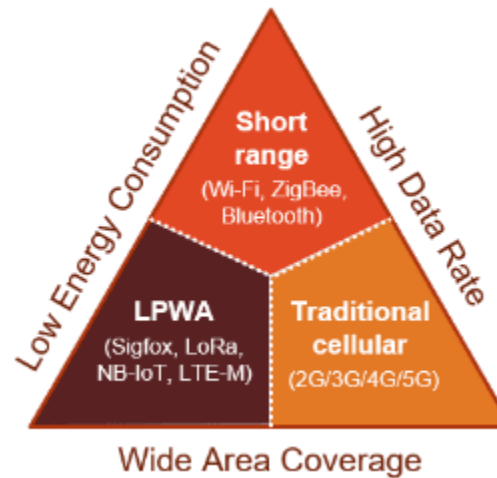 Low Energy Consumption
High Data Rate
Short
range
(Wi-Fi, ZigBee,
Bluetooth)
LPWA
(Sigfox, LoRa,
NB-IoT, LTE-M)
Traditional
cellular
(2G/3G/4G/5G)
Wide Area Coverage